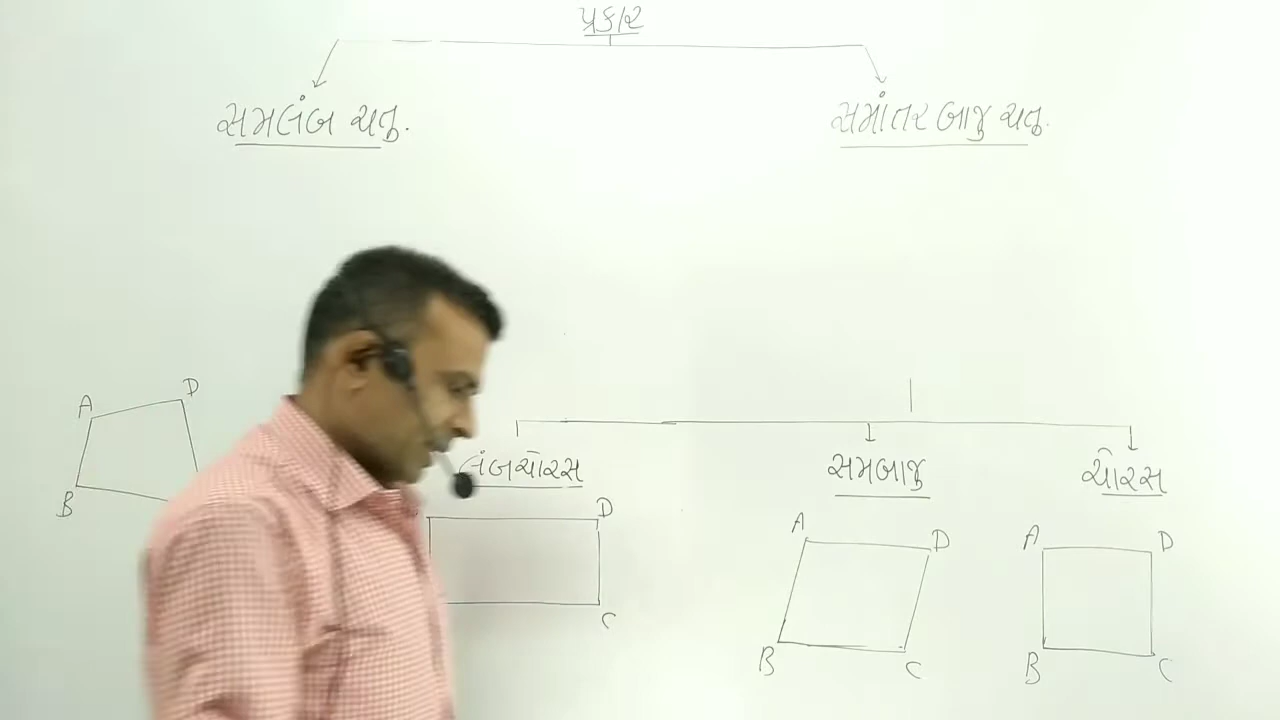 પ્રકાર
સમલંબ ચતુ.
સમાંતર બાજુ ચતુ.
A
D
B
લંબચોરસ
સમબાજુ
ચોરસ
D
C
A
D
B
C
A
D
B
C